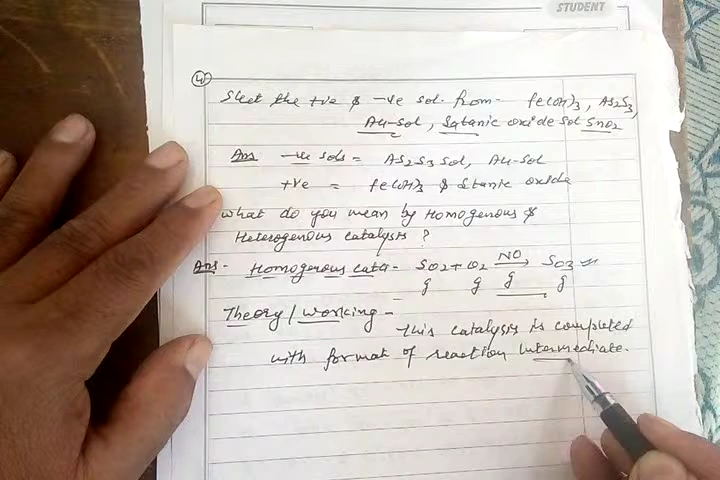 STUDENT
4
Slect the +ve & -ve sol. from- fe(OH)3, As2S3,
Au-Sol, Satanic oxide Sol SnO2
Ans -ve sols = As2S3 sol, Au-sol
+ve = fe(OH)3 & Stanic oxide
What do you mean by Homogenous &
Heterogenous catalysis ?
Ans- Homogenous cata- SO2+O2 NO→ SO3
g g g g
Theory/Working -
This catalysis is completed
with format of reaction Intermediate.